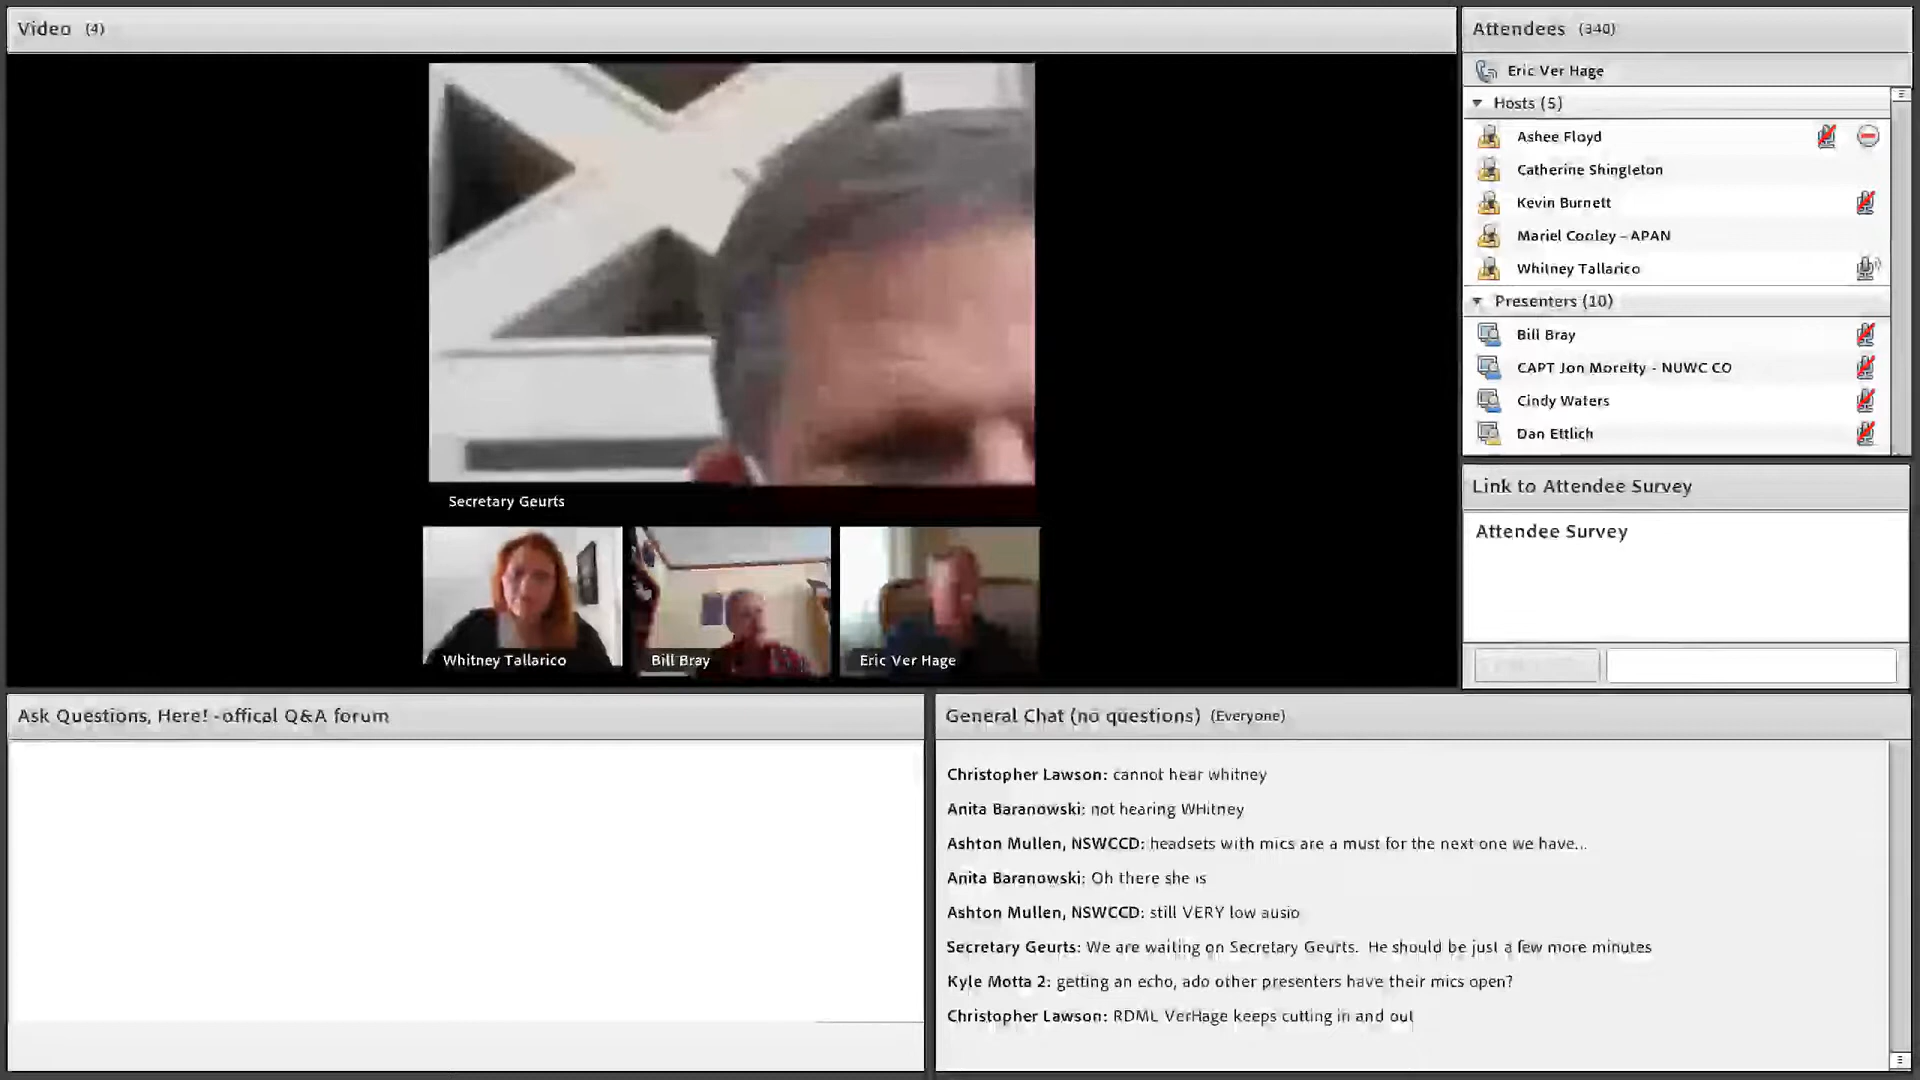 Video (4)
Secretary Geurts
Whitney Tallarico
Bill Bray
Eric Ver Hage
Attendees (340)
Eric Ver Hage
Hosts (5)
Ashee Floyd
Catherine Shingleton
Kevin Burnett
Mariel Cooley - APAN
Whitney Tallarico
Presenters (10)
Bill Bray
CAPT Jon Morelty - NUWC CO
Cindy Waters
Dan Ettlich
Link to Attendee Survey
Attendee Survey
Ask Questions, Here! -offical Q&A forum
General Chat (no questions) (Everyone)
Christopher Lawson: cannot hear whitney
Anita Baranowski: not hearing WHitney
Ashton Mullen, NSWCCD: headsets with mics are a must for the next one we have...
Anita Baranowski: Oh there she is
Ashton Mullen, NSWCCD: still VERY low ausio
Secretary Geurts: We are waiting on Secretary Geurts. He should be just a few more minutes
Kyle Motta 2: getting an echo, ado other presenters have their mics open?
Christopher Lawson: RDML VerHage keeps cutting in and out